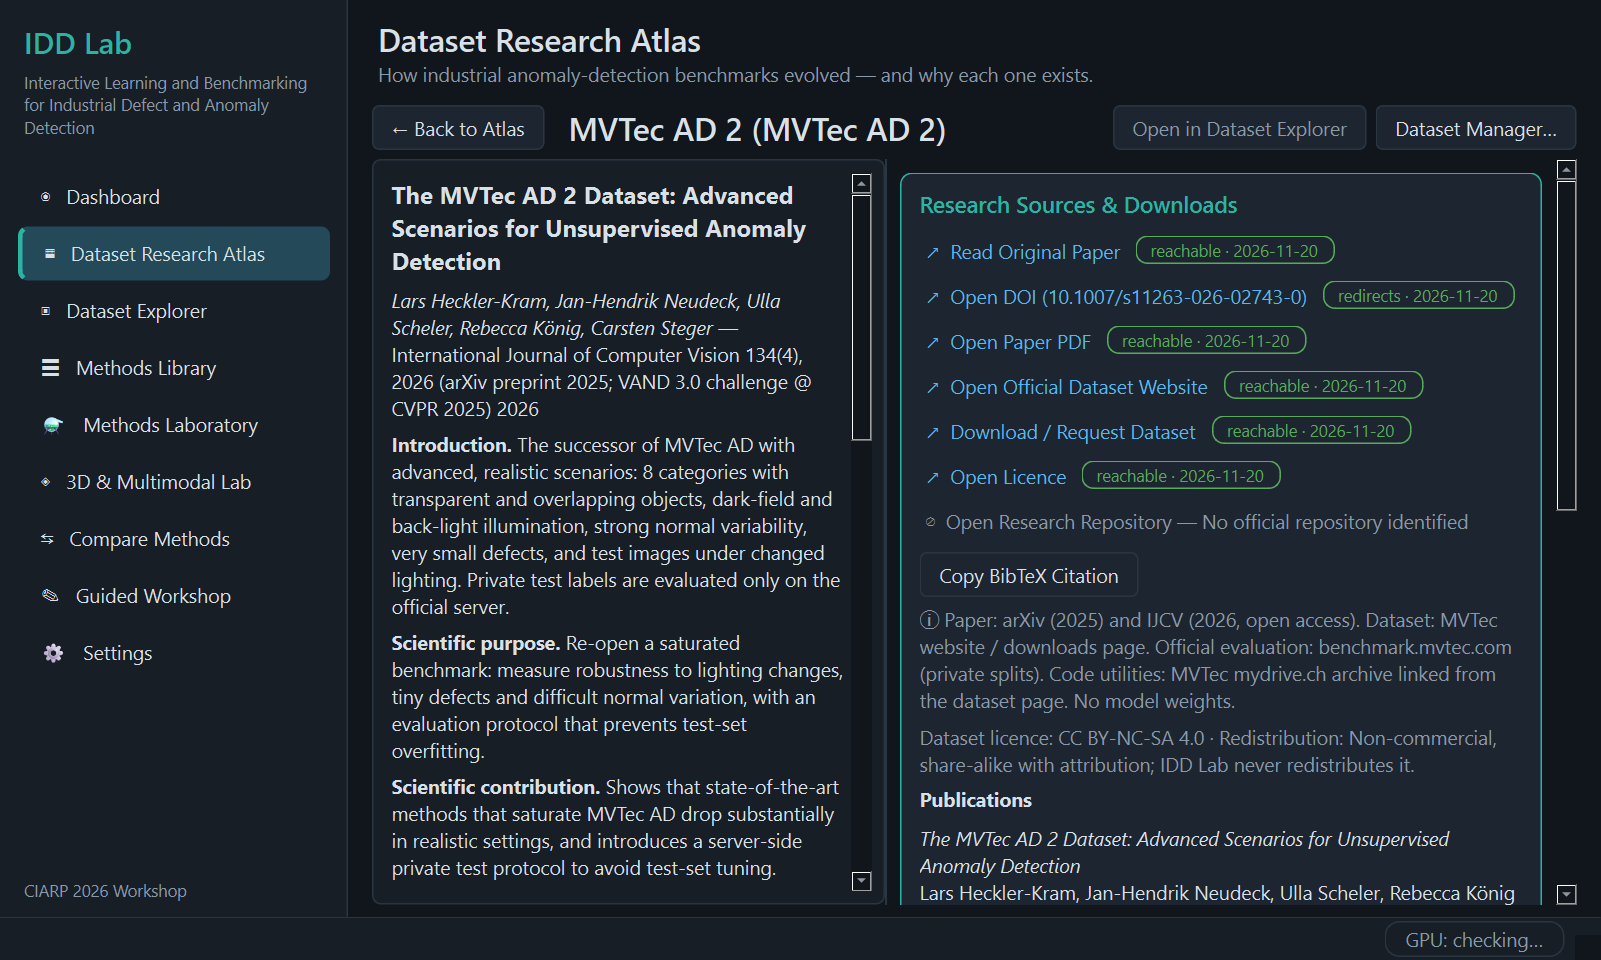 IDD Lab
Interactive Learning and Benchmarking
for Industrial Defect and Anomaly
Detection
Dashboard
Dataset Research Atlas
Dataset Explorer
Methods Library
Methods Laboratory
3D & Multimodal Lab
Compare Methods
Guided Workshop
Settings
CIARP 2026 Workshop
Dataset Research Atlas
How industrial anomaly-detection benchmarks evolved — and why each one exists.
← Back to Atlas
MVTec AD 2 (MVTec AD 2)
Open in Dataset Explorer
Dataset Manager...
The MVTec AD 2 Dataset: Advanced
Scenarios for Unsupervised Anomaly
Detection
Lars Heckler-Kram, Jan-Hendrik Neudeck, Ulla
Scheler, Rebecca König, Carsten Steger —
International Journal of Computer Vision 134(4),
2026 (arXiv preprint 2025; VAND 3.0 challenge @
CVPR 2025) 2026
Introduction. The successor of MVTec AD with
advanced, realistic scenarios: 8 categories with
transparent and overlapping objects, dark-field and
back-light illumination, strong normal variability,
very small defects, and test images under changed
lighting. Private test labels are evaluated only on the
official server.
Scientific purpose. Re-open a saturated
benchmark: measure robustness to lighting changes,
tiny defects and difficult normal variation, with an
evaluation protocol that prevents test-set
overfitting.
Scientific contribution. Shows that state-of-the-art
methods that saturate MVTec AD drop substantially
in realistic settings, and introduces a server-side
private test protocol to avoid test-set tuning.
Research Sources & Downloads
↗ Read Original Paper reachable · 2026-11-20
↗ Open DOI (10.1007/s11263-026-02743-0) redirects · 2026-11-20
↗ Open Paper PDF reachable · 2026-11-20
↗ Open Official Dataset Website reachable · 2026-11-20
↗ Download / Request Dataset reachable · 2026-11-20
↗ Open Licence reachable · 2026-11-20
⊘ Open Research Repository — No official repository identified
Copy BibTeX Citation
ⓘ Paper: arXiv (2025) and IJCV (2026, open access). Dataset: MVTec
website / downloads page. Official evaluation: benchmark.mvtec.com
(private splits). Code utilities: MVTec mydrive.ch archive linked from
the dataset page. No model weights.
Dataset licence: CC BY-NC-SA 4.0 · Redistribution: Non-commercial,
share-alike with attribution; IDD Lab never redistributes it.
Publications
The MVTec AD 2 Dataset: Advanced Scenarios for Unsupervised
Anomaly Detection
Lars Heckler-Kram, Jan-Hendrik Neudeck, Ulla Scheler, Rebecca König
GPU: checking...